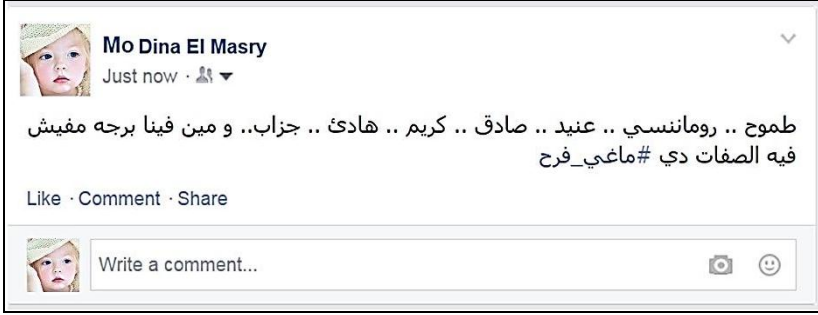 Mo Dina El Masry
Just now ·
طموح .. روماننسي .. عنيد .. صادق .. كريم .. هادئ .. جزاب.. و مين فينا برجه مفيش
فيه الصفات دي #ماغي_فرح
Like · Comment · Share
Write a comment...